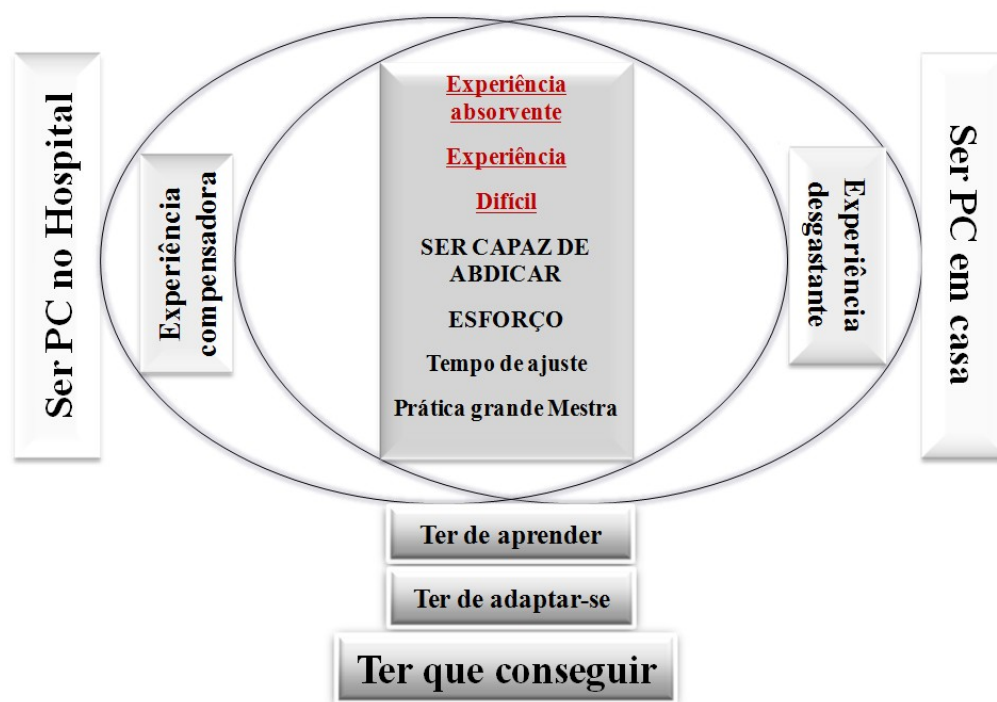 Ser PC no Hospital
Experiência
compensadora
Experiência
absorvente
Experiência
Difícil
SER CAPAZ DE
ABDICAR
ESFORÇO
Tempo de ajuste
Prática grande Mestra
Experiência
desgastante
Ser PC em casa
Ter de aprender
Ter de adaptar-se
Ter que conseguir